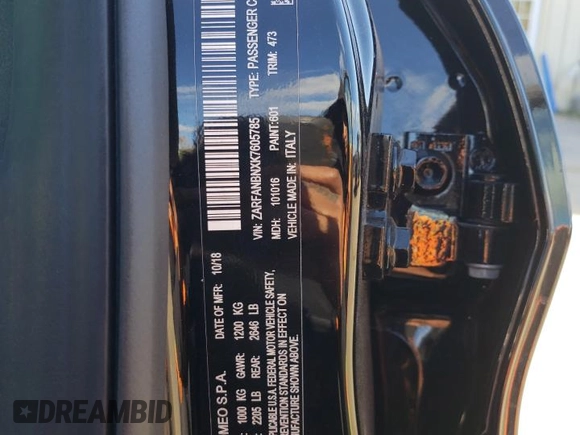 MEO S.P.A. DATE OF MFR: 10/18
1000 KG GAWR: 1200 KG
2205 LB REAR: 2646 LB
PLICABLE U.S.A. FEDERAL MOTOR VEHICLE SAFETY,
REVENTION STANDARDS IN EFFECT ON
MANUFACTURE SHOWN ABOVE.
VIN: ZARFANBNXK7605785 TYPE: PASSENGER C
MDH: 101016 PAINT:601 TRIM: 473
VEHICLE MADE IN: ITALY
DREAMBID